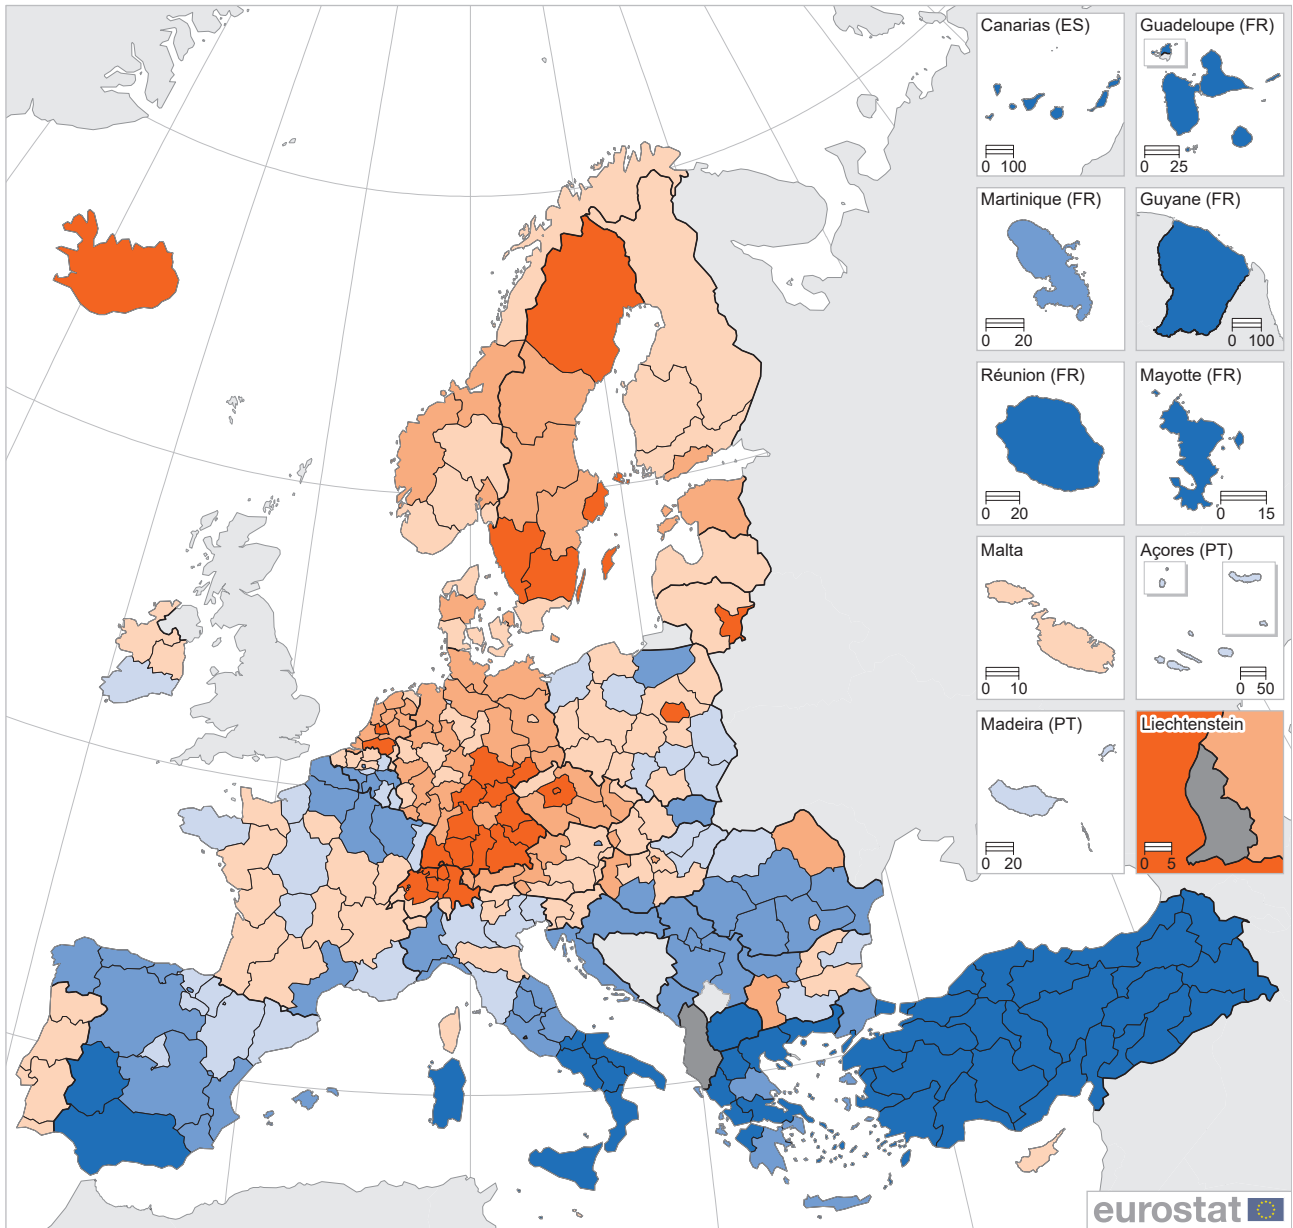 Canarias (ES)
0 100
Guadeloupe (FR)
0 25
Martinique (FR)
0 20
Guyane (FR)
0 100
Réunion (FR)
0 20
Mayotte (FR)
0 15
Malta
0 10
Açores (PT)
0 50
Madeira (PT)
0 20
Liechtenstein
0 5
eurostat